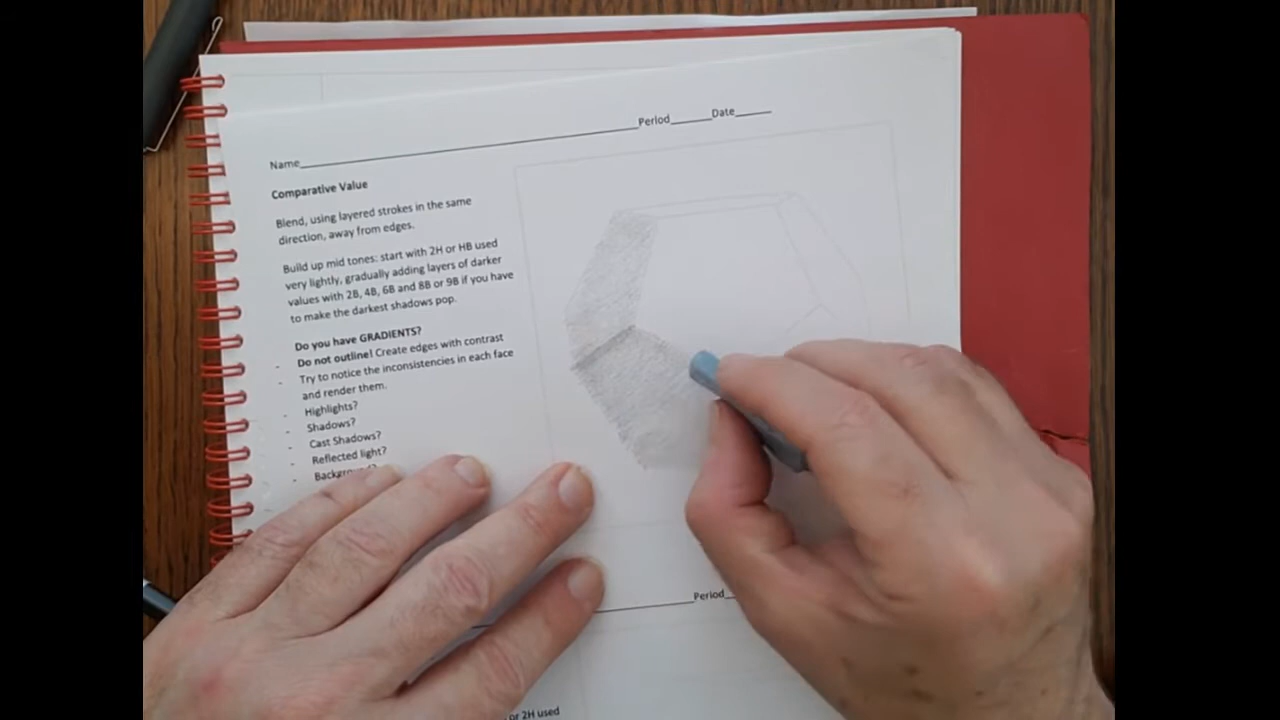 Name____________________Period______Date______
Comparative Value
Blend, using layered strokes in the same
direction, away from edges.
Build up mid tones: start with 2H or HB used
very lightly, gradually adding layers of darker
values with 2B, 4B, 6B and 8B or 9B if you have
to make the darkest shadows pop.
Do you have GRADIENTS?
- Do not outline! Create edges with contrast
- Try to notice the inconsistencies in each face
and render them.
- Highlights?
- Shadows?
- Cast Shadows?
- Reflected light?
- Background?
Period
or 2H used